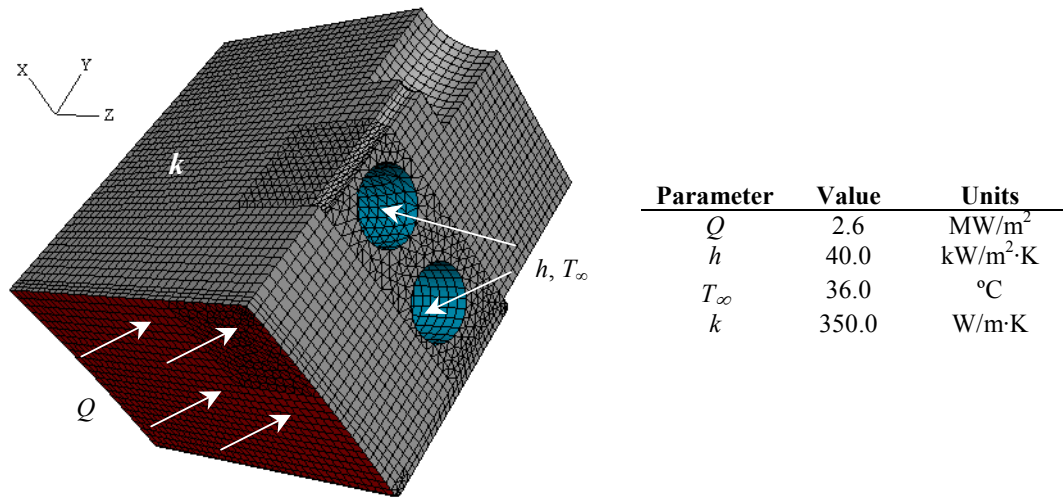 X
Y
Z
k
h, T∞
Q
Parameter Value Units
Q 2.6 MW/m²
h 40.0 kW/m²·K
T∞ 36.0 ºC
k 350.0 W/m·K